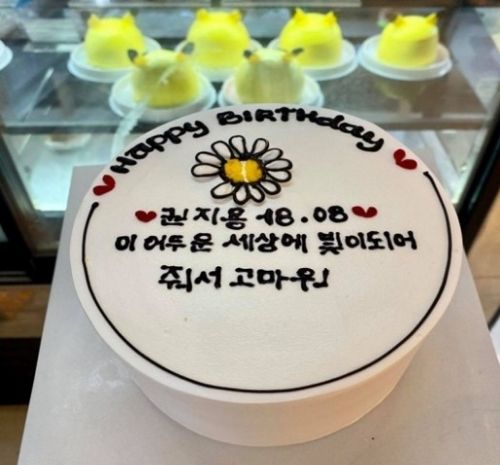 HAPPY BIRTHday
권지용 18.08
이 어두운 세상에 빛이되어
줘서 고마워